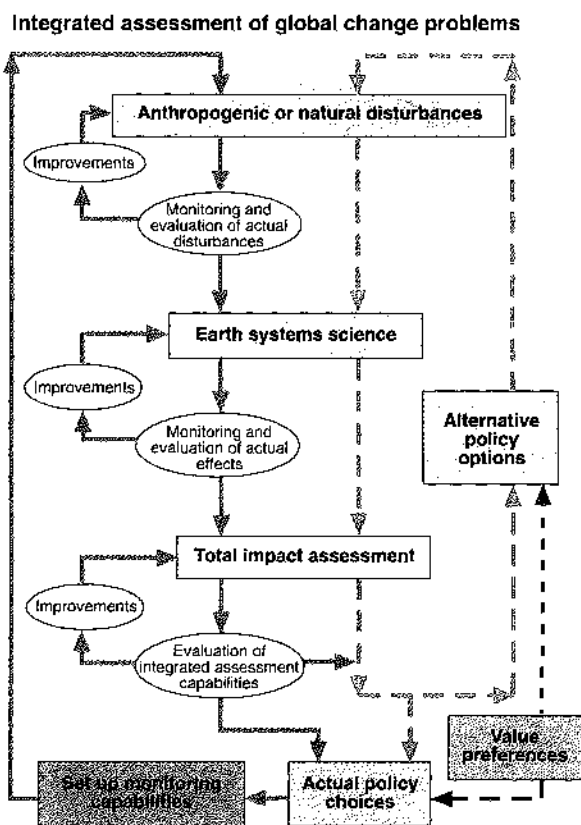 Integrated assessment of global change problems
Anthropogenic or natural disturbances
Improvements
Monitoring and
evaluation of actual
disturbances
Earth systems science
Improvements
Monitoring and
evaluation of actual
effects
Alternative
policy
options
Total impact assessment
Improvements
Evaluation of
integrated assessment
capabilities
Value
preferences
Set up monitoring
capabilities
Actual policy
choices